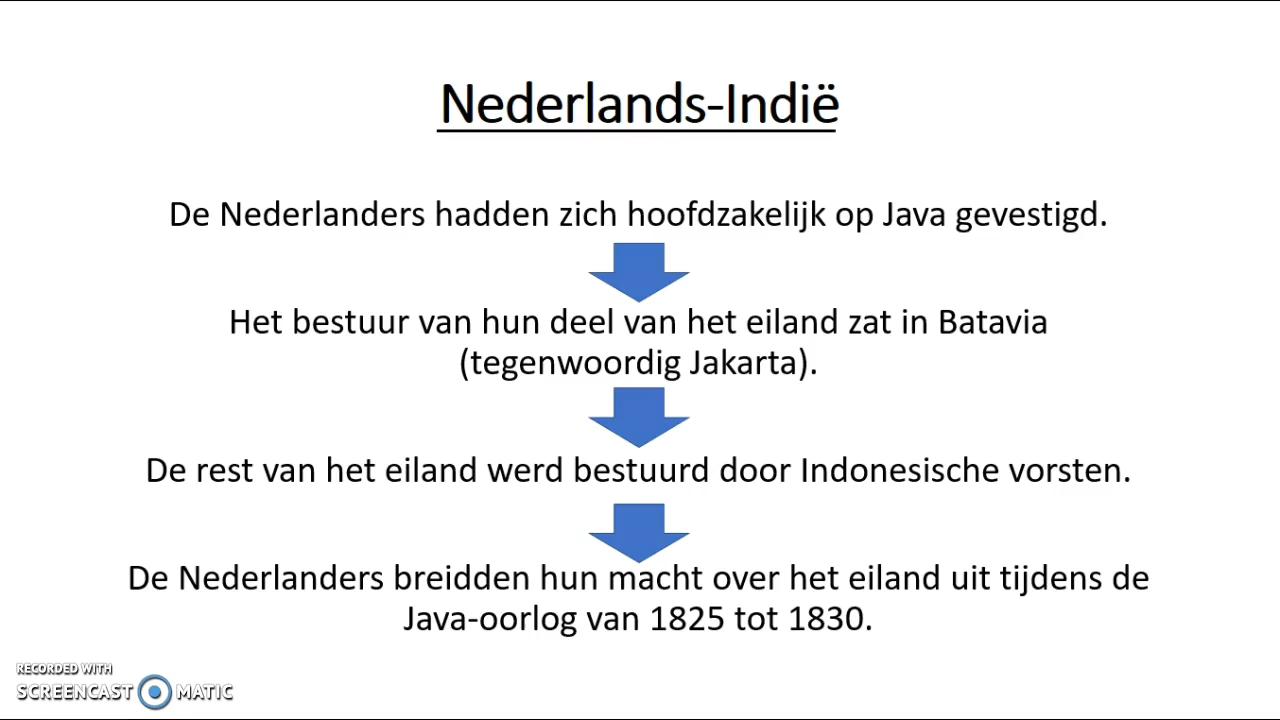 Nederlands-Indië
De Nederlanders hadden zich hoofdzakelijk op Java gevestigd.
Het bestuur van hun deel van het eiland zat in Batavia
(tegenwoordig Jakarta).
De rest van het eiland werd bestuurd door Indonesische vorsten.
De Nederlanders breidden hun macht over het eiland uit tijdens de
Java-oorlog van 1825 tot 1830.
RECORDED WITH
SCREENCAST MATIC